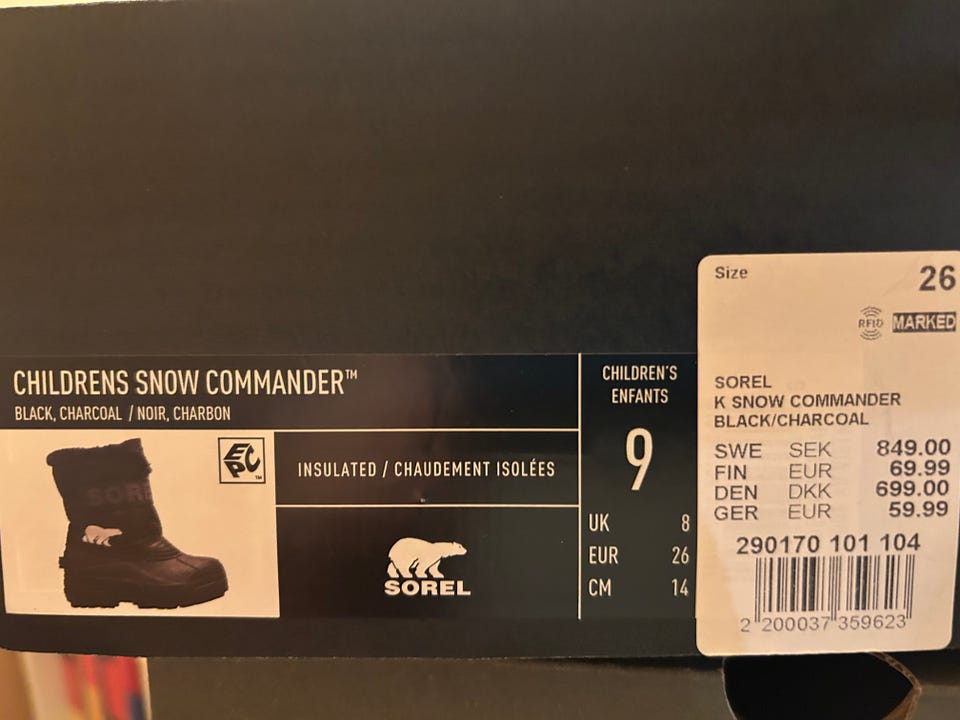 CHILDRENS SNOW COMMANDER™
BLACK, CHARCOAL / NOIR, CHARBON
SORE
EPC™
INSULATED / CHAUDEMENT ISOLÉES
SOREL
CHILDREN'S
ENFANTS
9
UK 8
EUR 26
CM 14
Size 26
RFID MARKED
SOREL
K SNOW COMMANDER
BLACK/CHARCOAL
SWE SEK 849.00
FIN EUR 69.99
DEN DKK 699.00
GER EUR 59.99
290170 101 104
2 200037 359623